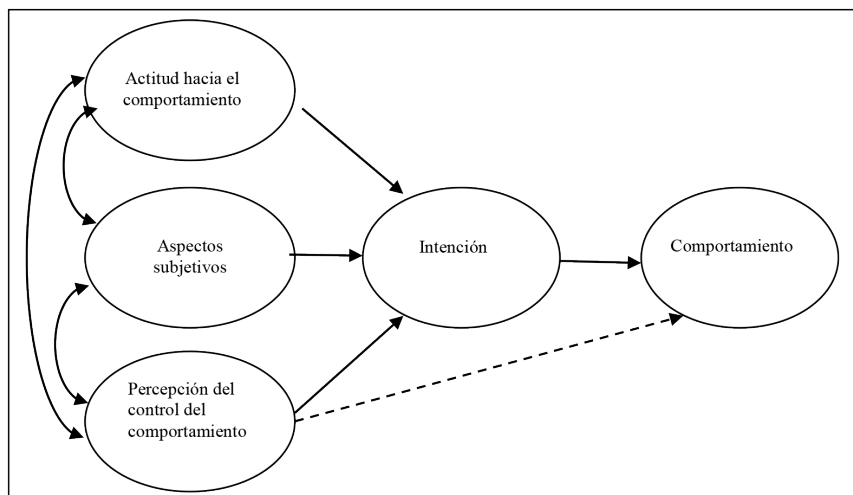 Actitud hacia el
comportamiento
Aspectos
subjetivos
Intención
Comportamiento
Percepción del
control del
comportamiento